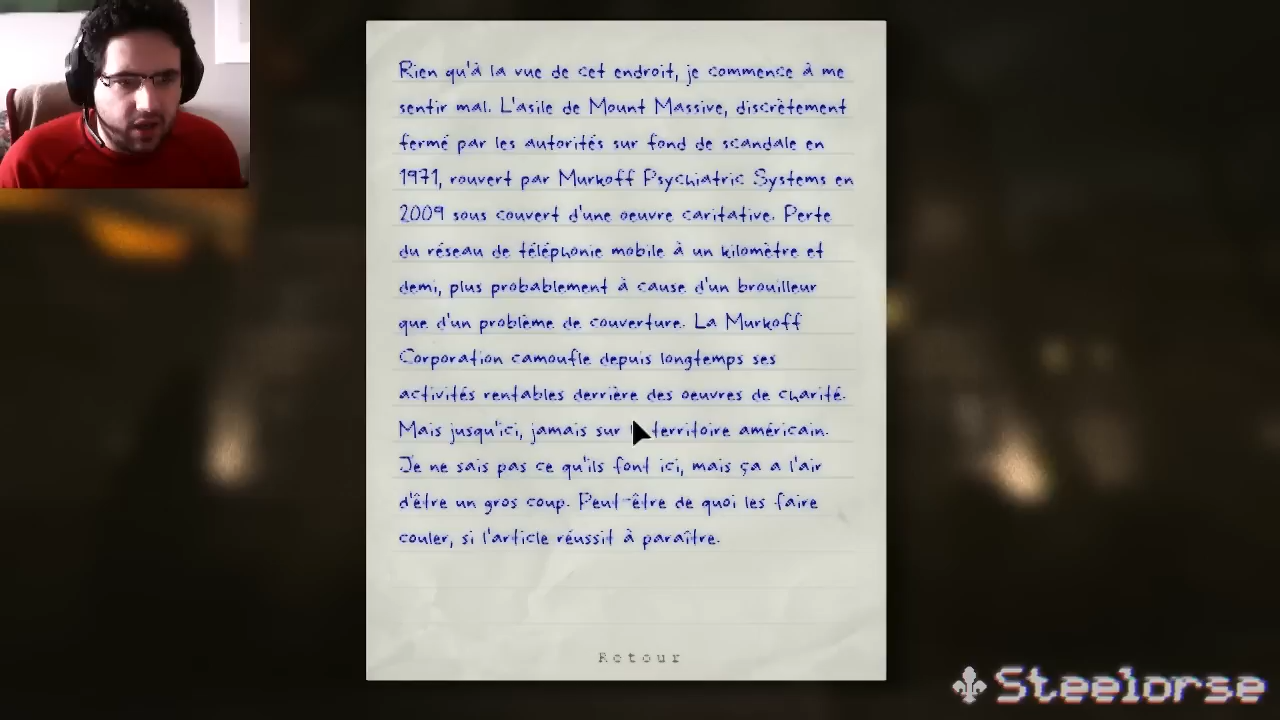 Rien qu'à la vue de cet endroit, je commence à me
sentir mal. L'asile de Mount Massive, discrètement
fermé par les autorités sur fond de scandale en
1971, rouvert par Murkoff Psychiatric Systems en
2009 sous couvert d'une oeuvre caritative. Perte
du réseau de téléphonie mobile à un kilomètre et
demi, plus probablement à cause d'un brouilleur
que d'un problème de couverture. La Murkoff
Corporation camoufle depuis longtemps ses
activités rentables derrière des oeuvres de charité.
Mais jusqu'ici, jamais sur territoire américain.
Je ne sais pas ce qu'ils font ici, mais ça a l'air
d'être un gros coup. Peut-être de quoi les faire
couler, si l'article réussit à paraître.
Retour
Steelorse